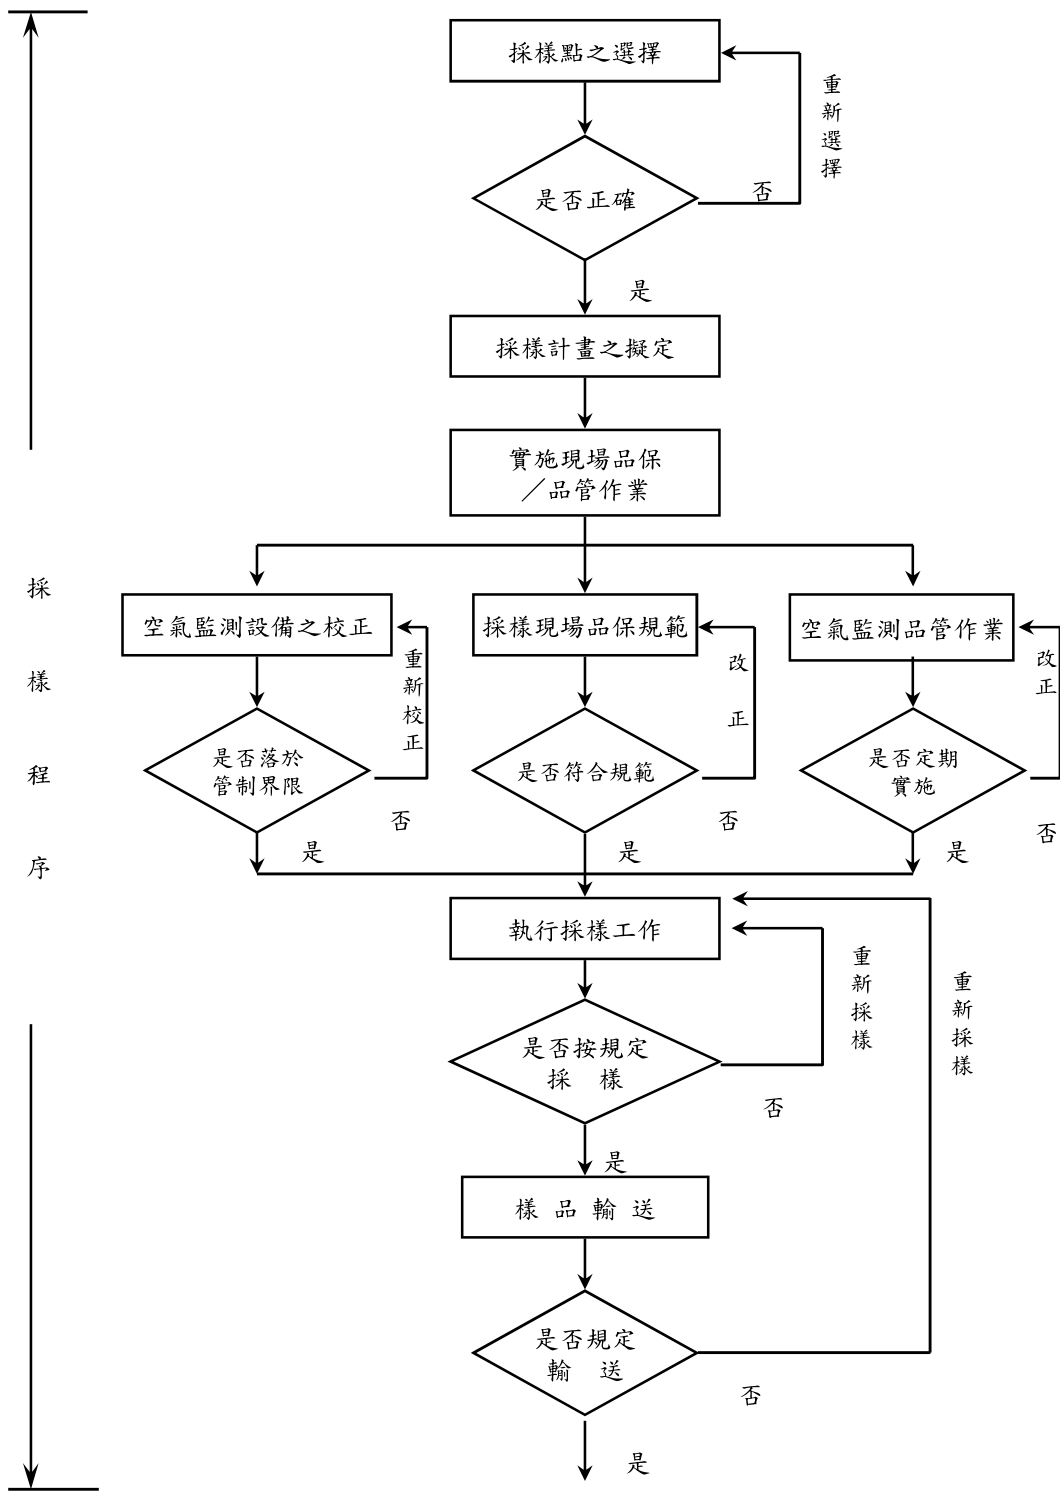 採樣點之選擇
重新選擇
是否正確
否
是
採樣計畫之擬定
實施現場品保
／品管作業
採樣程序
空氣監測設備之校正
採樣現場品保規範
空氣監測品管作業
重新校正
改正
改正
是否落於
管制界限
是否符合規範
是否定期
實施
否
否
否
是
是
是
執行採樣工作
重新採樣
重新採樣
是否按規定
採　樣
否
是
樣 品 輸 送
是否規定
輸　送
否
是